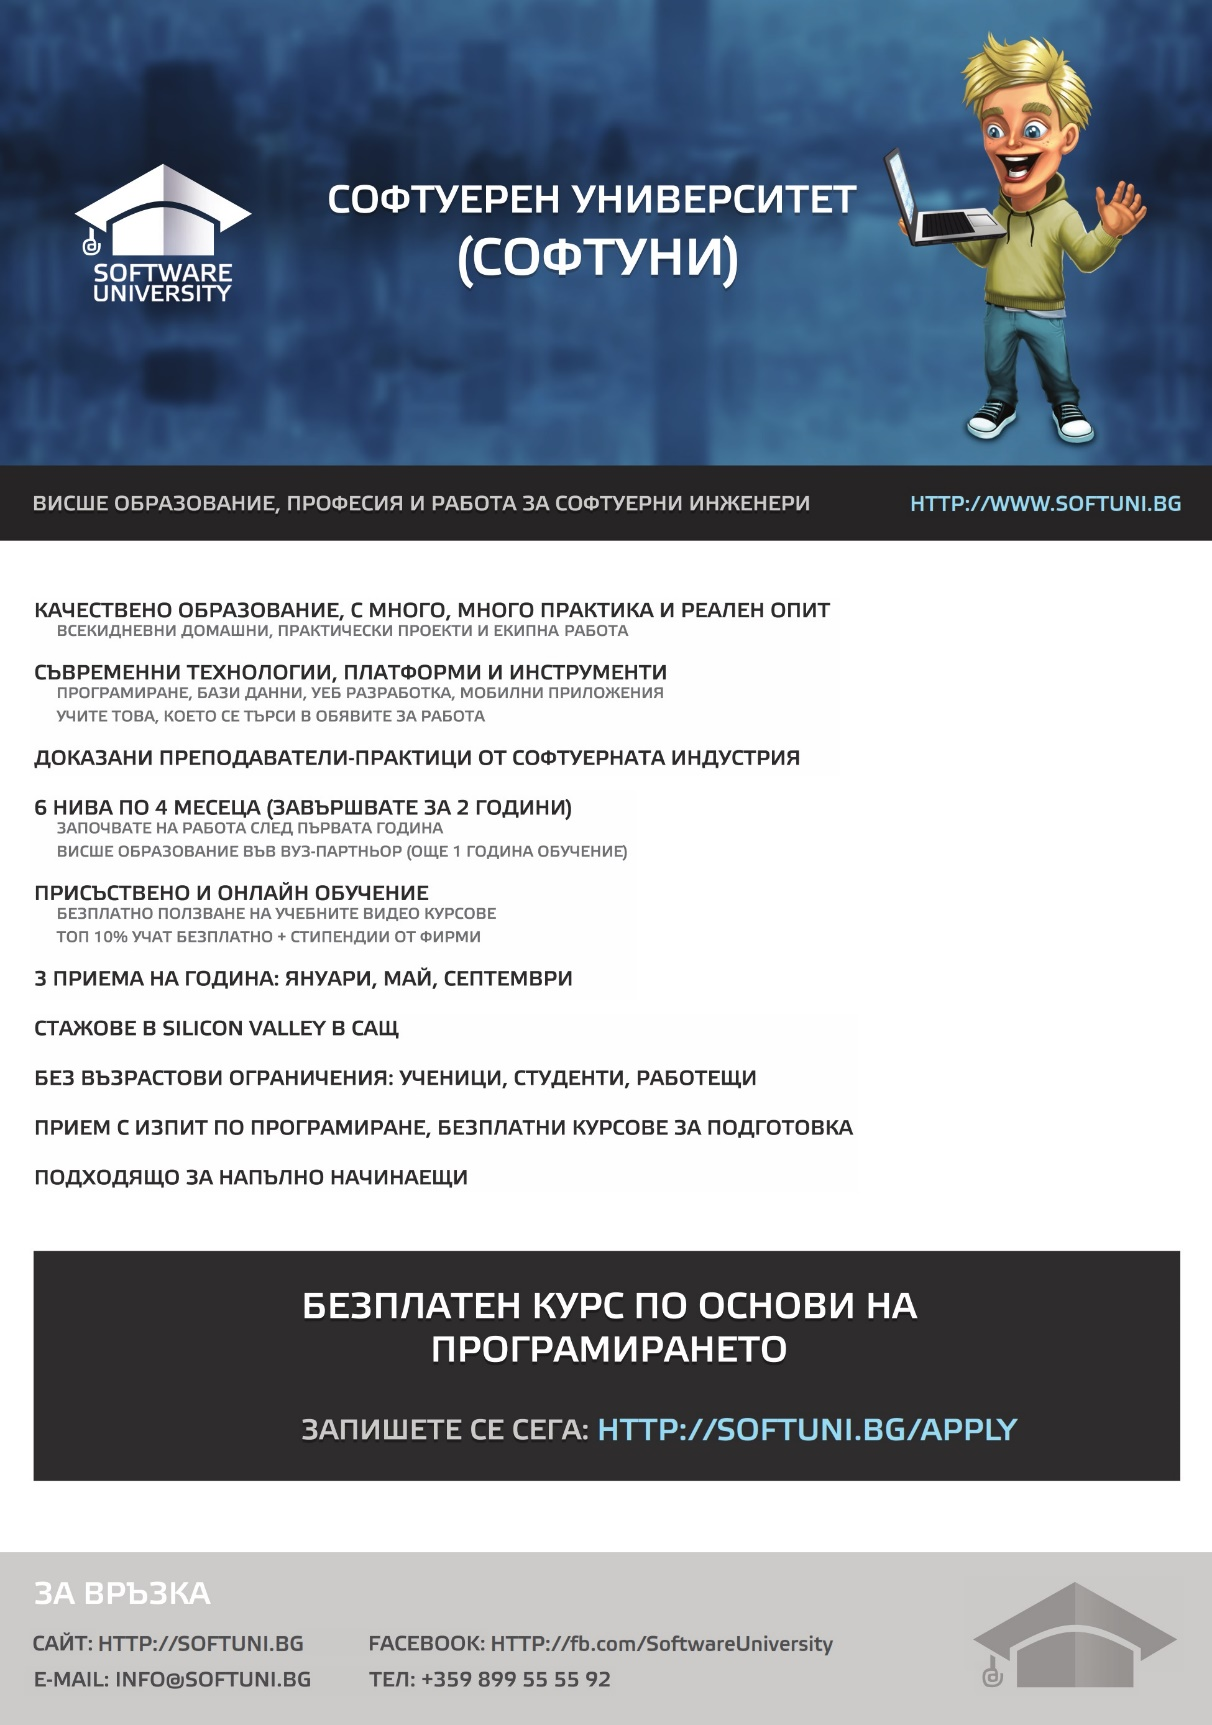 SOFTWARE
UNIVERSITY
СОФТУЕРЕН УНИВЕРСИТЕТ
(СОФТУНИ)
ВИСШЕ ОБРАЗОВАНИЕ, ПРОФЕСИЯ И РАБОТА ЗА СОФТУЕРНИ ИНЖЕНЕРИ
HTTP://WWW.SOFTUNI.BG
КАЧЕСТВЕНО ОБРАЗОВАНИЕ, С МНОГО, МНОГО ПРАКТИКА И РЕАЛЕН ОПИТ
ВСЕКИДНЕВНИ ДОМАШНИ, ПРАКТИЧЕСКИ ПРОЕКТИ И ЕКИПНА РАБОТА
СЪВРЕМЕННИ ТЕХНОЛОГИИ, ПЛАТФОРМИ И ИНСТРУМЕНТИ
ПРОГРАМИРАНЕ, БАЗИ ДАННИ, УЕБ РАЗРАБОТКА, МОБИЛНИ ПРИЛОЖЕНИЯ
УЧИТЕ ТОВА, КОЕТО СЕ ТЪРСИ В ОБЯВИТЕ ЗА РАБОТА
ДОКАЗАНИ ПРЕПОДАВАТЕЛИ-ПРАКТИЦИ ОТ СОФТУЕРНАТА ИНДУСТРИЯ
6 НИВА ПО 4 МЕСЕЦА (ЗАВЪРШВАТЕ ЗА 2 ГОДИНИ)
ЗАПОЧВАТЕ НА РАБОТА СЛЕД ПЪРВАТА ГОДИНА
ВИСШЕ ОБРАЗОВАНИЕ ВЪВ ВУЗ-ПАРТНЬОР (ОЩЕ 1 ГОДИНА ОБУЧЕНИЕ)
ПРИСЪСТВЕНО И ОНЛАЙН ОБУЧЕНИЕ
БЕЗПЛАТНО ПОЛЗВАНЕ НА УЧЕБНИТЕ ВИДЕО КУРСОВЕ
ТОП 10% УЧАТ БЕЗПЛАТНО + СТИПЕНДИИ ОТ ФИРМИ
3 ПРИЕМА НА ГОДИНА: ЯНУАРИ, МАЙ, СЕПТЕМВРИ
СТАЖОВЕ В SILICON VALLEY В САЩ
БЕЗ ВЪЗРАСТОВИ ОГРАНИЧЕНИЯ: УЧЕНИЦИ, СТУДЕНТИ, РАБОТЕЩИ
ПРИЕМ С ИЗПИТ ПО ПРОГРАМИРАНЕ, БЕЗПЛАТНИ КУРСОВЕ ЗА ПОДГОТОВКА
ПОДХОДЯЩО ЗА НАПЪЛНО НАЧИНАЕЩИ
БЕЗПЛАТЕН КУРС ПО ОСНОВИ НА
ПРОГРАМИРАНЕТО
ЗАПИШЕТЕ СЕ СЕГА: HTTP://SOFTUNI.BG/APPLY
ЗА ВРЪЗКА
САЙТ: HTTP://SOFTUNI.BG
FACEBOOK: HTTP://fb.com/SoftwareUniversity
E-MAIL: INFO@SOFTUNI.BG
ТЕЛ: +359 899 55 55 92